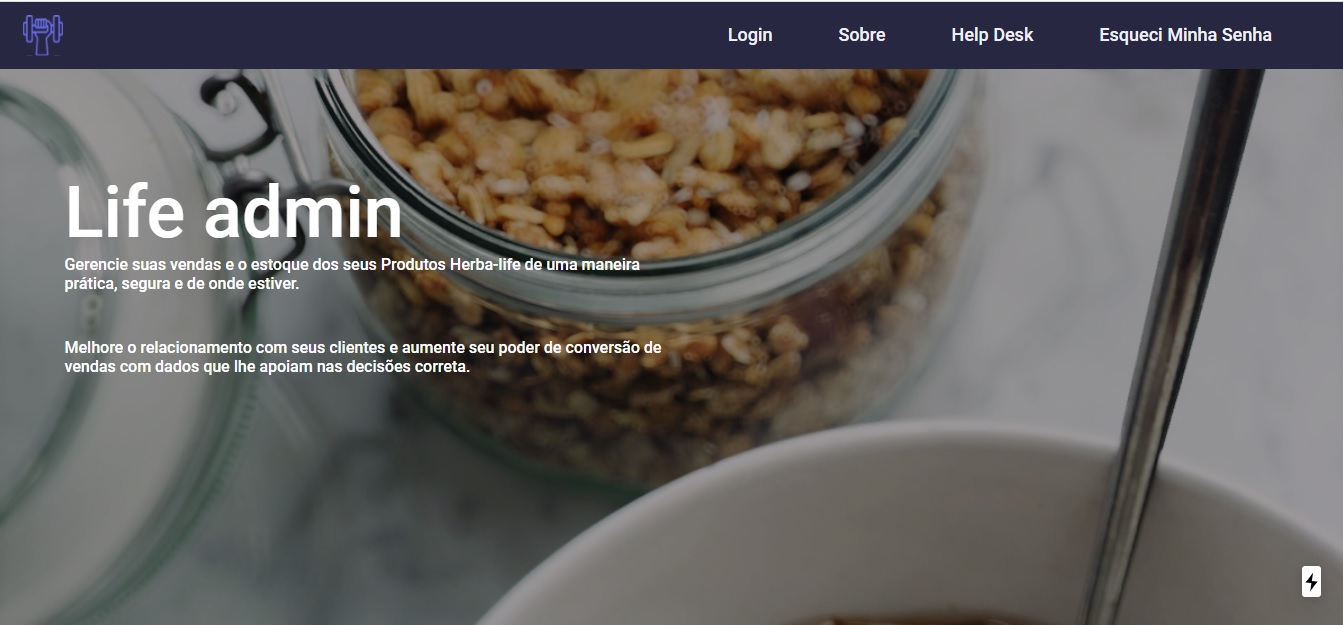 Login Sobre Help Desk Esqueci Minha Senha
Life admin
Gerencie suas vendas e o estoque dos seus Produtos Herba-life de uma maneira
prática, segura e de onde estiver.
Melhore o relacionamento com seus clientes e aumente seu poder de conversão de
vendas com dados que lhe apoiam nas decisões correta.